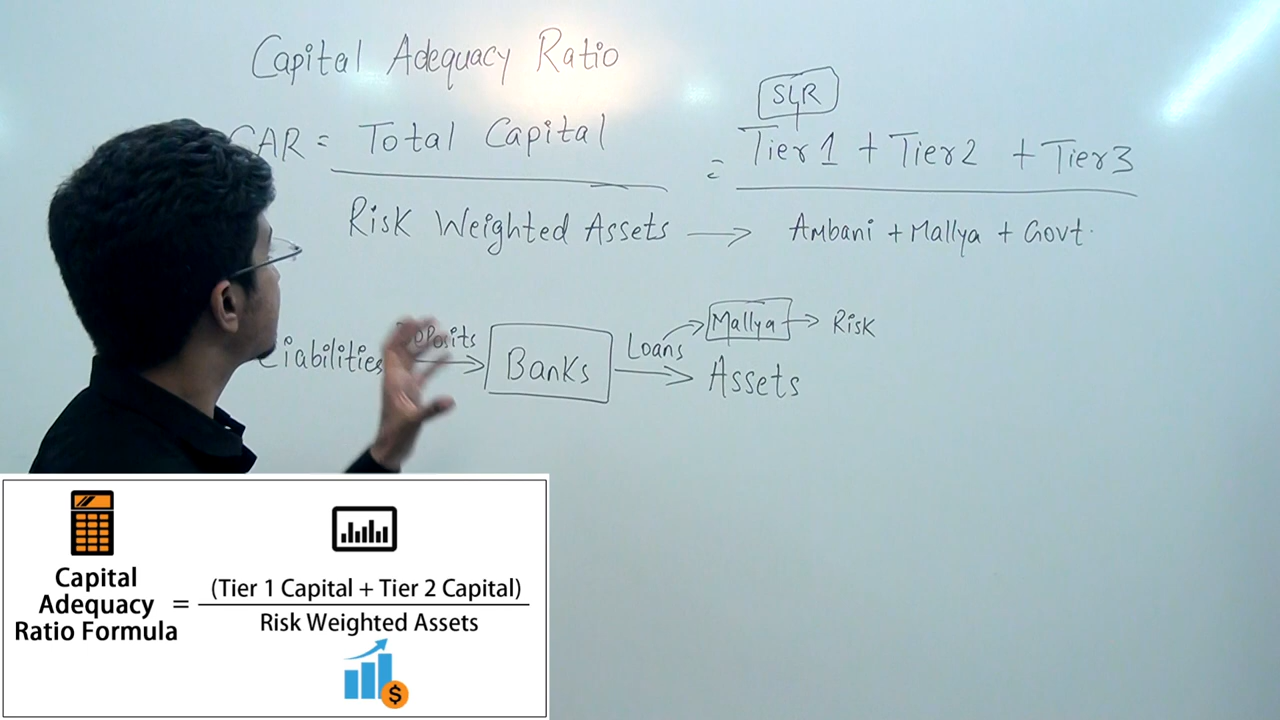 Capital Adequacy Ratio
SLR
CAR = Total Capital = Tier 1 + Tier 2 + Tier 3
Risk Weighted Assets → Ambani + Mallya + Govt.
Loans → Mallya → Risk
Liabilities Deposits → Banks → Assets
Capital Adequacy Ratio Formula = (Tier 1 Capital + Tier 2 Capital)
Risk Weighted Assets
$